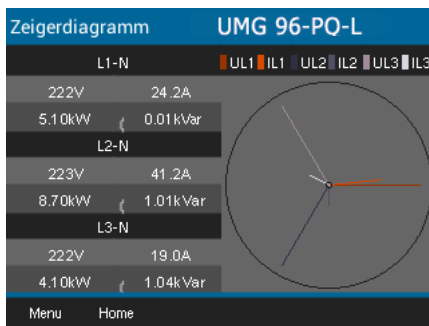 Zeigerdiagramm UMG 96-PQ-L
L1-N
UL1 IL1 UL2 IL2 UL3 IL3
222V 24.2A
5.10kW 0.01kVar
L2-N
223V 41.2A
8.70kW 1.01kVar
L3-N
222V 19.0A
4.10kW 1.04kVar
Menu Home